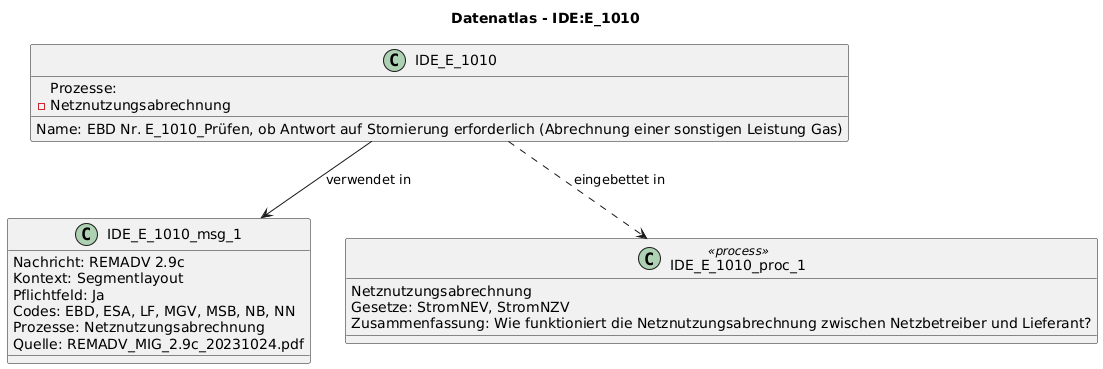 Datenatlas - IDE:E_1010
C IDE_E_1010
Prozesse:
Netznutzungsabrechnung
Name: EBD Nr. E_1010_Prüfen, ob Antwort auf Stornierung erforderlich (Abrechnung einer sonstigen Leistung Gas)
verwendet in
eingebettet in
C IDE_E_1010_msg_1
Nachricht: REMADV 2.9c
Kontext: Segmentlayout
Pflichtfeld: Ja
Codes: EBD, ESA, LF, MGV, MSB, NB, NN
Prozesse: Netznutzungsabrechnung
Quelle: REMADV_MIG_2.9c_20231024.pdf
«process»
C IDE_E_1010_proc_1
Netznutzungsabrechnung
Gesetze: StromNEV, StromNZV
Zusammenfassung: Wie funktioniert die Netznutzungsabrechnung zwischen Netzbetreiber und Lieferant?